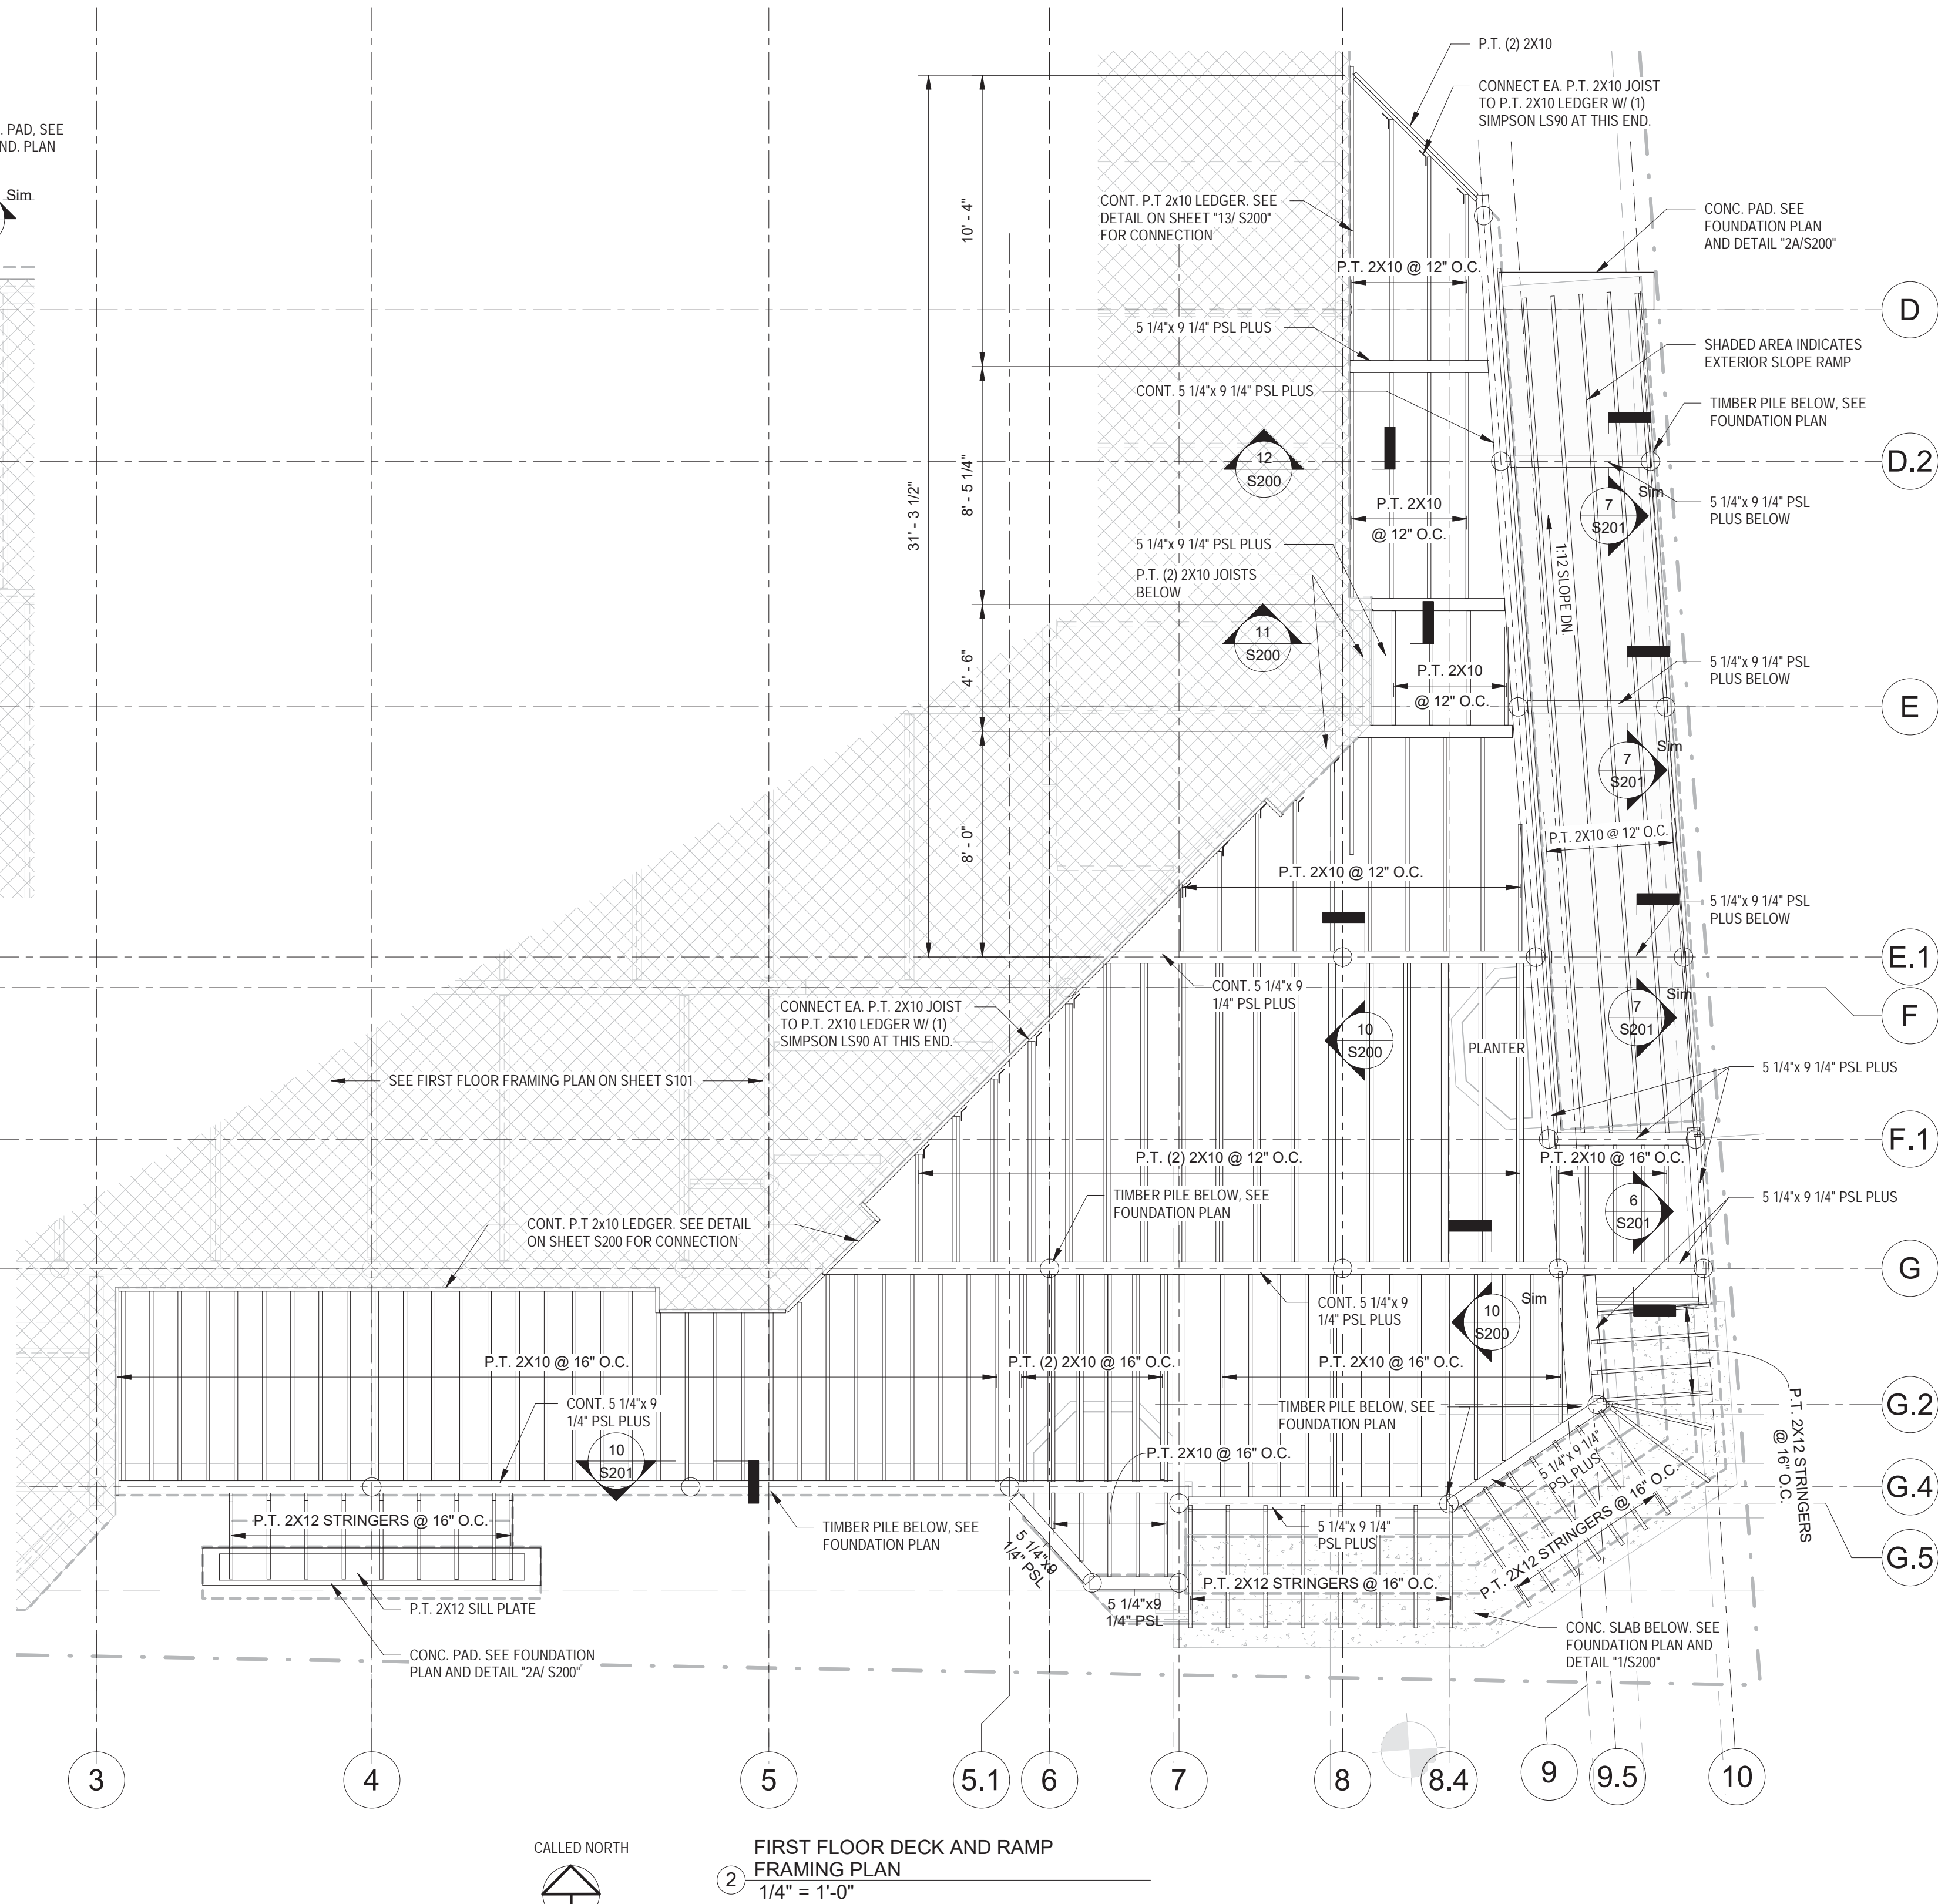 . PAD, SEE
ND. PLAN
Sim
P.T. (2) 2X10
CONNECT EA. P.T. 2X10 JOIST
TO P.T. 2X10 LEDGER W/ (1)
SIMPSON LS90 AT THIS END.
CONT. P.T 2x10 LEDGER. SEE
DETAIL ON SHEET "13/ S200"
FOR CONNECTION
CONC. PAD. SEE
FOUNDATION PLAN
AND DETAIL "2A/S200"
10' - 4"
P.T. 2X10 @ 12" O.C.
D
5 1/4"x 9 1/4" PSL PLUS
SHADED AREA INDICATES
EXTERIOR SLOPE RAMP
CONT. 5 1/4"x 9 1/4" PSL PLUS
TIMBER PILE BELOW, SEE
FOUNDATION PLAN
12
S200
D.2
31' - 3 1/2"
8' - 5 1/4"
P.T. 2X10
@ 12" O.C.
7
S201
Sim
5 1/4"x 9 1/4" PSL
PLUS BELOW
5 1/4"x 9 1/4" PSL PLUS
P.T. (2) 2X10 JOISTS
BELOW
1:12 SLOPE DN.
11
S200
4' - 6"
P.T. 2X10
@ 12" O.C.
5 1/4"x 9 1/4" PSL
PLUS BELOW
E
7
S201
Sim
8' - 0"
P.T. 2X10 @ 12" O.C.
P.T. 2X10 @ 12" O.C.
5 1/4"x 9 1/4" PSL
PLUS BELOW
E.1
CONT. 5 1/4"x 9
1/4" PSL PLUS
F
CONNECT EA. P.T. 2X10 JOIST
TO P.T. 2X10 LEDGER W/ (1)
SIMPSON LS90 AT THIS END.
10
S200
PLANTER
7
S201
Sim
SEE FIRST FLOOR FRAMING PLAN ON SHEET S101
5 1/4"x 9 1/4" PSL PLUS
F.1
P.T. (2) 2X10 @ 12" O.C.
P.T. 2X10 @ 16" O.C.
TIMBER PILE BELOW, SEE
FOUNDATION PLAN
6
S201
5 1/4"x 9 1/4" PSL PLUS
CONT. P.T 2x10 LEDGER. SEE DETAIL
ON SHEET S200 FOR CONNECTION
G
CONT. 5 1/4"x 9
1/4" PSL PLUS
10
S200
Sim
P.T. 2X10 @ 16" O.C.
P.T. (2) 2X10 @ 16" O.C.
P.T. 2X10 @ 16" O.C.
CONT. 5 1/4"x 9
1/4" PSL PLUS
TIMBER PILE BELOW, SEE
FOUNDATION PLAN
P.T. 2X12 STRINGERS
@ 16" O.C.
G.2
10
S201
P.T. 2X10 @ 16" O.C.
5 1/4"x 9 1/4"
PSL PLUS
G.4
P.T. 2X12 STRINGERS @ 16" O.C.
TIMBER PILE BELOW, SEE
FOUNDATION PLAN
5 1/4"x9
1/4" PSL
5 1/4"x 9 1/4"
PSL PLUS
P.T. 2X12 STRINGERS @ 16" O.C.
G.5
P.T. 2X12 STRINGERS @ 16" O.C.
P.T. 2X12 SILL PLATE
5 1/4"x9
1/4" PSL
CONC. PAD. SEE FOUNDATION
PLAN AND DETAIL "2A/ S200"
CONC. SLAB BELOW. SEE
FOUNDATION PLAN AND
DETAIL "1/S200"
3
4
5
5.1
6
7
8
8.4
9
9.5
10
CALLED NORTH
2
FIRST FLOOR DECK AND RAMP
FRAMING PLAN
1/4" = 1'-0"